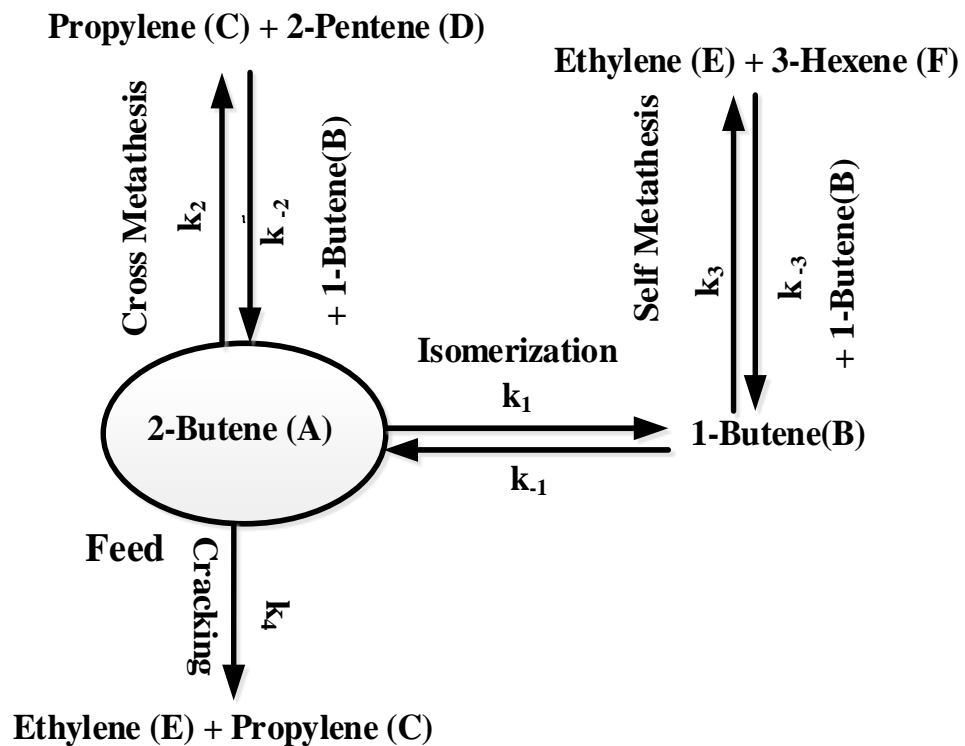 Propylene (C) + 2-Pentene (D)
Ethylene (E) + 3-Hexene (F)
Cross Metathesis
k2
k -2
+ 1-Butene(B)
Self Metathesis
k3
k-3
+ 1-Butene(B)
Isomerization
k1
2-Butene (A)
1-Butene(B)
k-1
Feed
Cracking
k4
Ethylene (E) + Propylene (C)